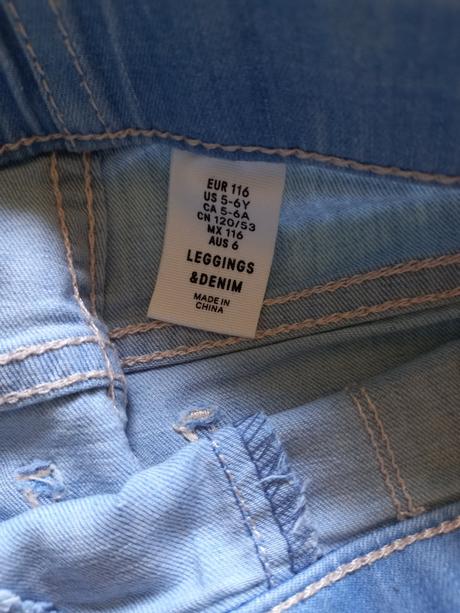 EUR 116
US 5-6Y
CA 5-6A
CN 120/53
MX 116
AUS 6
LEGGINGS
&DENIM
MADE IN
CHINA